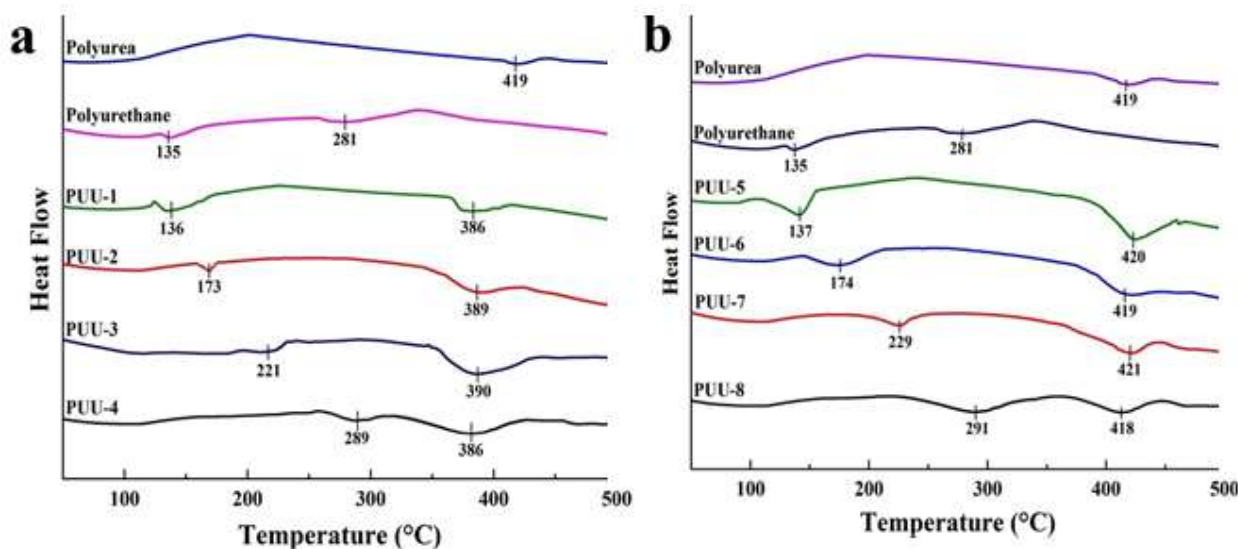 a
Polyurea
419
Polyurethane
135
281
PUU-1
136
386
PUU-2
173
389
PUU-3
221
390
PUU-4
289
386
Heat Flow
100
200
300
400
500
Temperature (°C)
b
Polyurea
419
Polyurethane
135
281
PUU-5
137
420
PUU-6
174
419
PUU-7
229
421
PUU-8
291
418
Heat Flow
100
200
300
400
500
Temperature (°C)